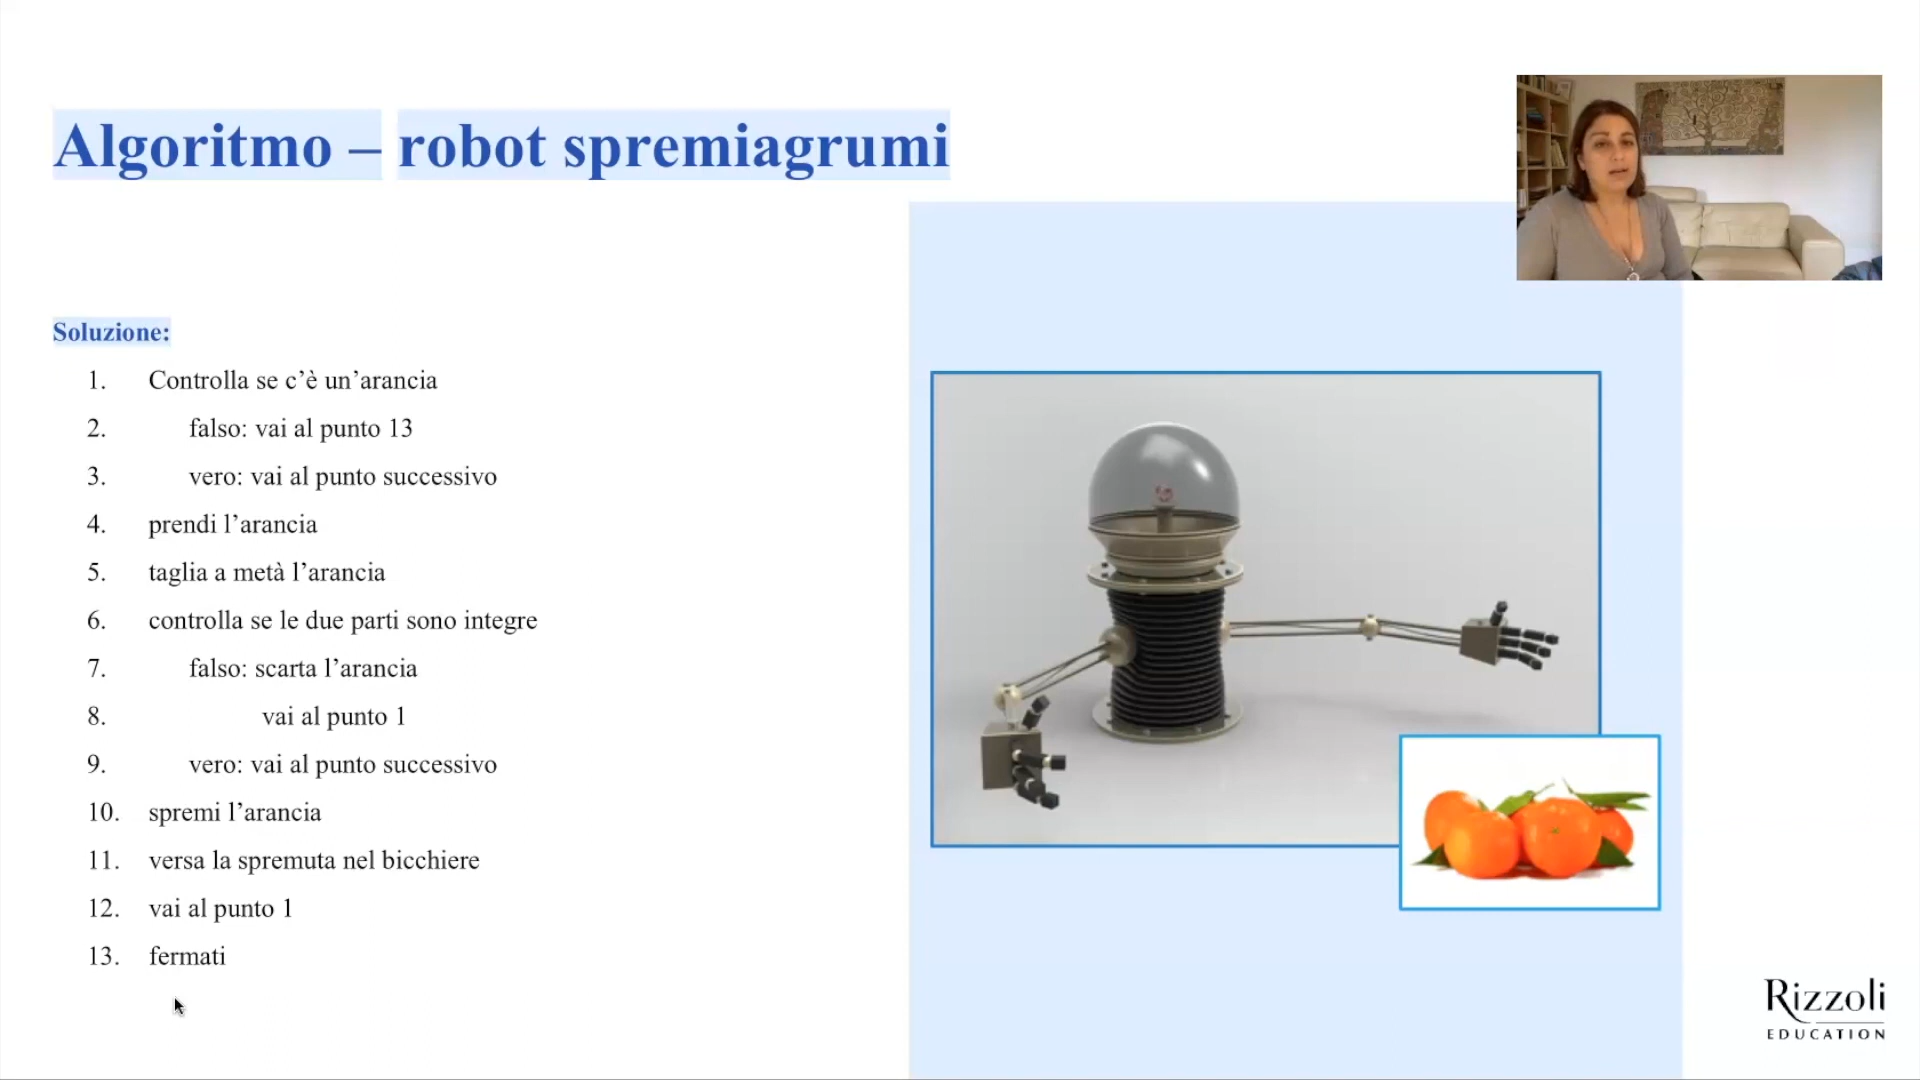 Algoritmo – robot spremiagrumi
Soluzione:
1. Controlla se c’è un’arancia
2. falso: vai al punto 13
3. vero: vai al punto successivo
4. prendi l’arancia
5. taglia a metà l’arancia
6. controlla se le due parti sono integre
7. falso: scarta l’arancia
8. vai al punto 1
9. vero: vai al punto successivo
10. spremi l’arancia
11. versa la spremuta nel bicchiere
12. vai al punto 1
13. fermati
Rizzoli
EDUCATION